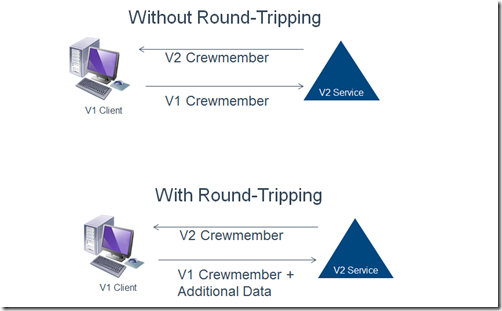 Without Round-Tripping
V2 Crewmember
V1 Crewmember
V1 Client
V2 Service
With Round-Tripping
V2 Crewmember
V1 Crewmember +
Additional Data
V1 Client
V2 Service